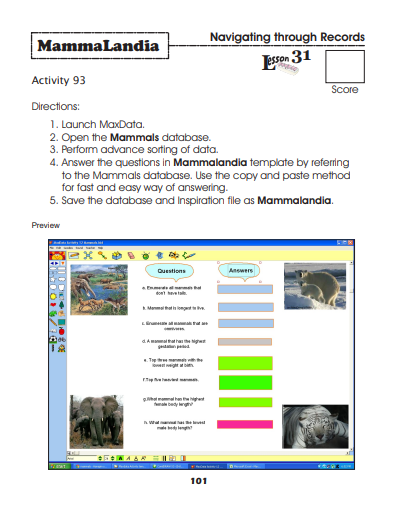 Navigating through Records
MammaLandia
Lesson 31
Activity 93
Score
Directions:
1. Launch MaxData.
2. Open the Mammals database.
3. Perform advance sorting of data.
4. Answer the questions in Mammalandia template by referring
to the Mammals database. Use the copy and paste method
for fast and easy way of answering.
5. Save the database and Inspiration file as Mammalandia.
Preview
Questions
Answers
a. Enumerate all mammals that
don't have tails.
b. Mammal that is longest to live.
c. Enumerate all mammals that are
omnivores.
d. A mammal that has the highest
gestation period.
e. Top three mammals with the
lowest weight at birth.
f. Top five heaviest mammals.
g. What mammal has the highest
female body length?
h. What mammal has the lowest
male body length?
101